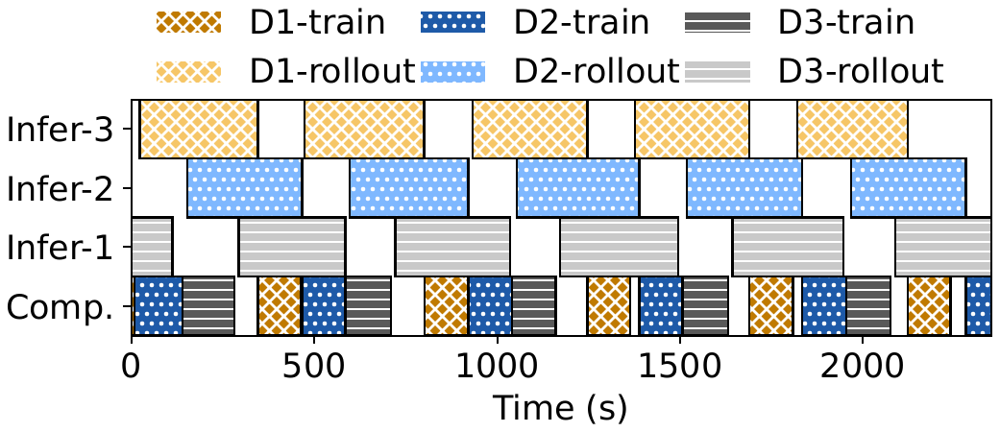 D1-train D2-train D3-train
D1-rollout D2-rollout D3-rollout
Infer-3
Infer-2
Infer-1
Comp.
0 500 1000 1500 2000
Time (s)